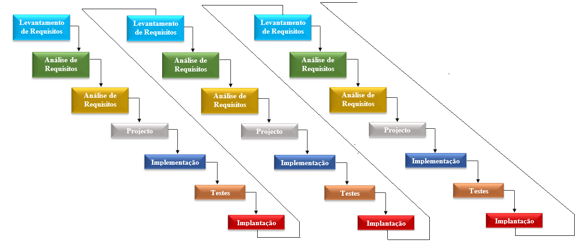 Levantamento
de Requisitos
Análise de
Requisitos
Análise de
Requisitos
Projecto
Implementação
Testes
Implantação
Levantamento
de Requisitos
Análise de
Requisitos
Análise de
Requisitos
Projecto
Implementação
Testes
Implantação
Levantamento
de Requisitos
Análise de
Requisitos
Análise de
Requisitos
Projecto
Implementação
Testes
Implantação